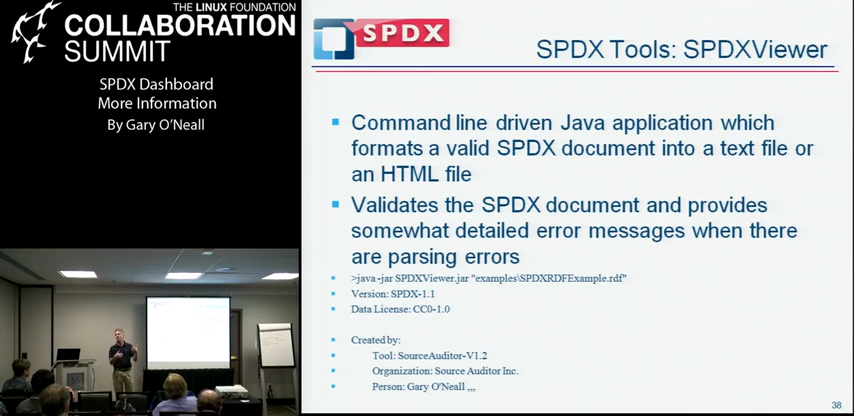 THE LINUX FOUNDATION
COLLABORATION
SUMMIT
SPDX Dashboard
More Information
By Gary O'Neall
SPDX
SPDX Tools: SPDXViewer
Command line driven Java application which
formats a valid SPDX document into a text file or
an HTML file
Validates the SPDX document and provides
somewhat detailed error messages when there
are parsing errors
>java -jar SPDXViewer.jar "examples\SPDXRDFExample.rdf"
Version: SPDX-1.1
Data License: CC0-1.0
Created by:
Tool: SourceAuditor-V1.2
Organization: Source Auditor Inc.
Person: Gary O'Neall ,,,
38